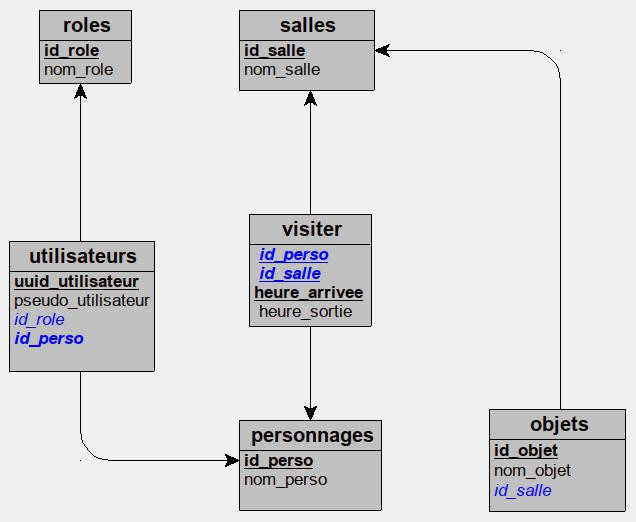 roles
id_role
nom_role
salles
id_salle
nom_salle
visiter
id_perso
id_salle
heure_arrivee
heure_sortie
utilisateurs
uuid_utilisateur
pseudo_utilisateur
id_role
id_perso
personnages
id_perso
nom_perso
objets
id_objet
nom_objet
id_salle